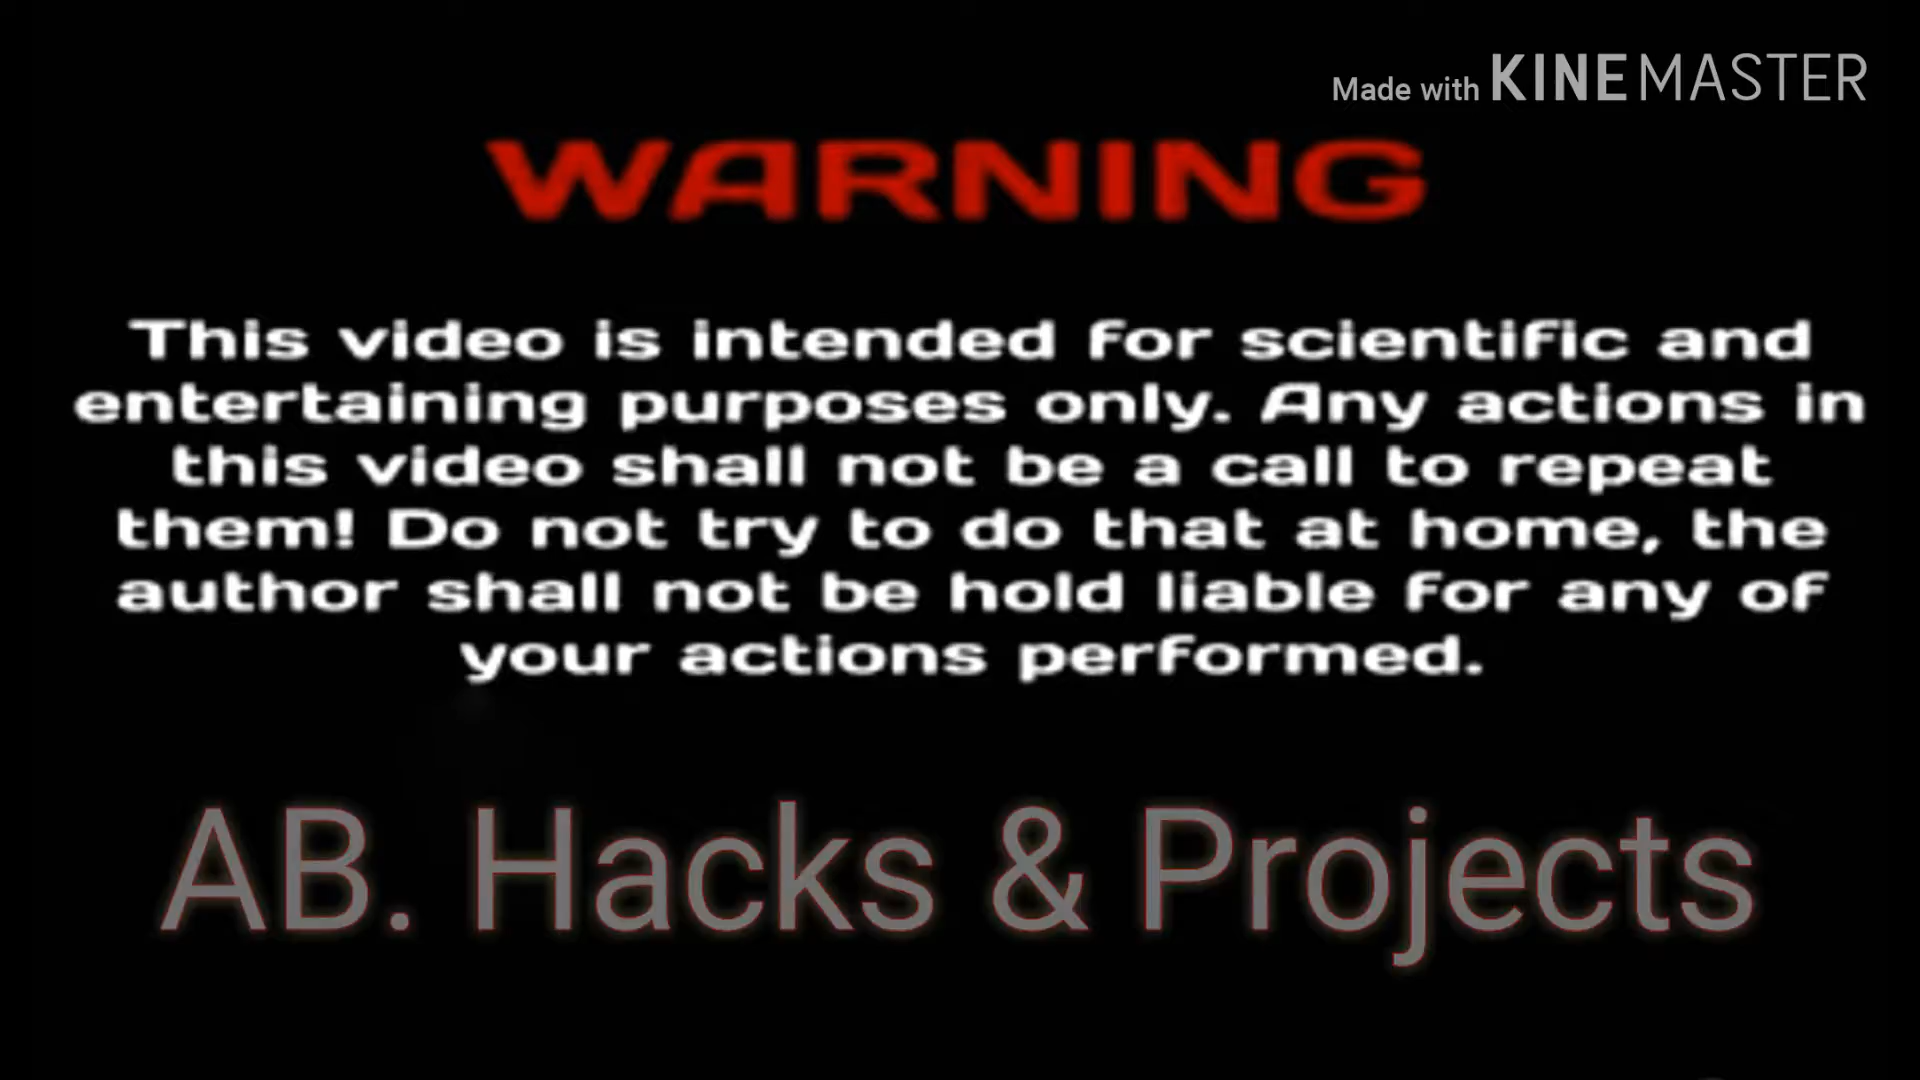 Made with KINEMASTER
WARNING
This video is intended for scientific and
entertaining purposes only. Any actions in
this video shall not be a call to repeat
them! Do not try to do that at home, the
author shall not be hold liable for any of
your actions performed.
AB. Hacks & Projects